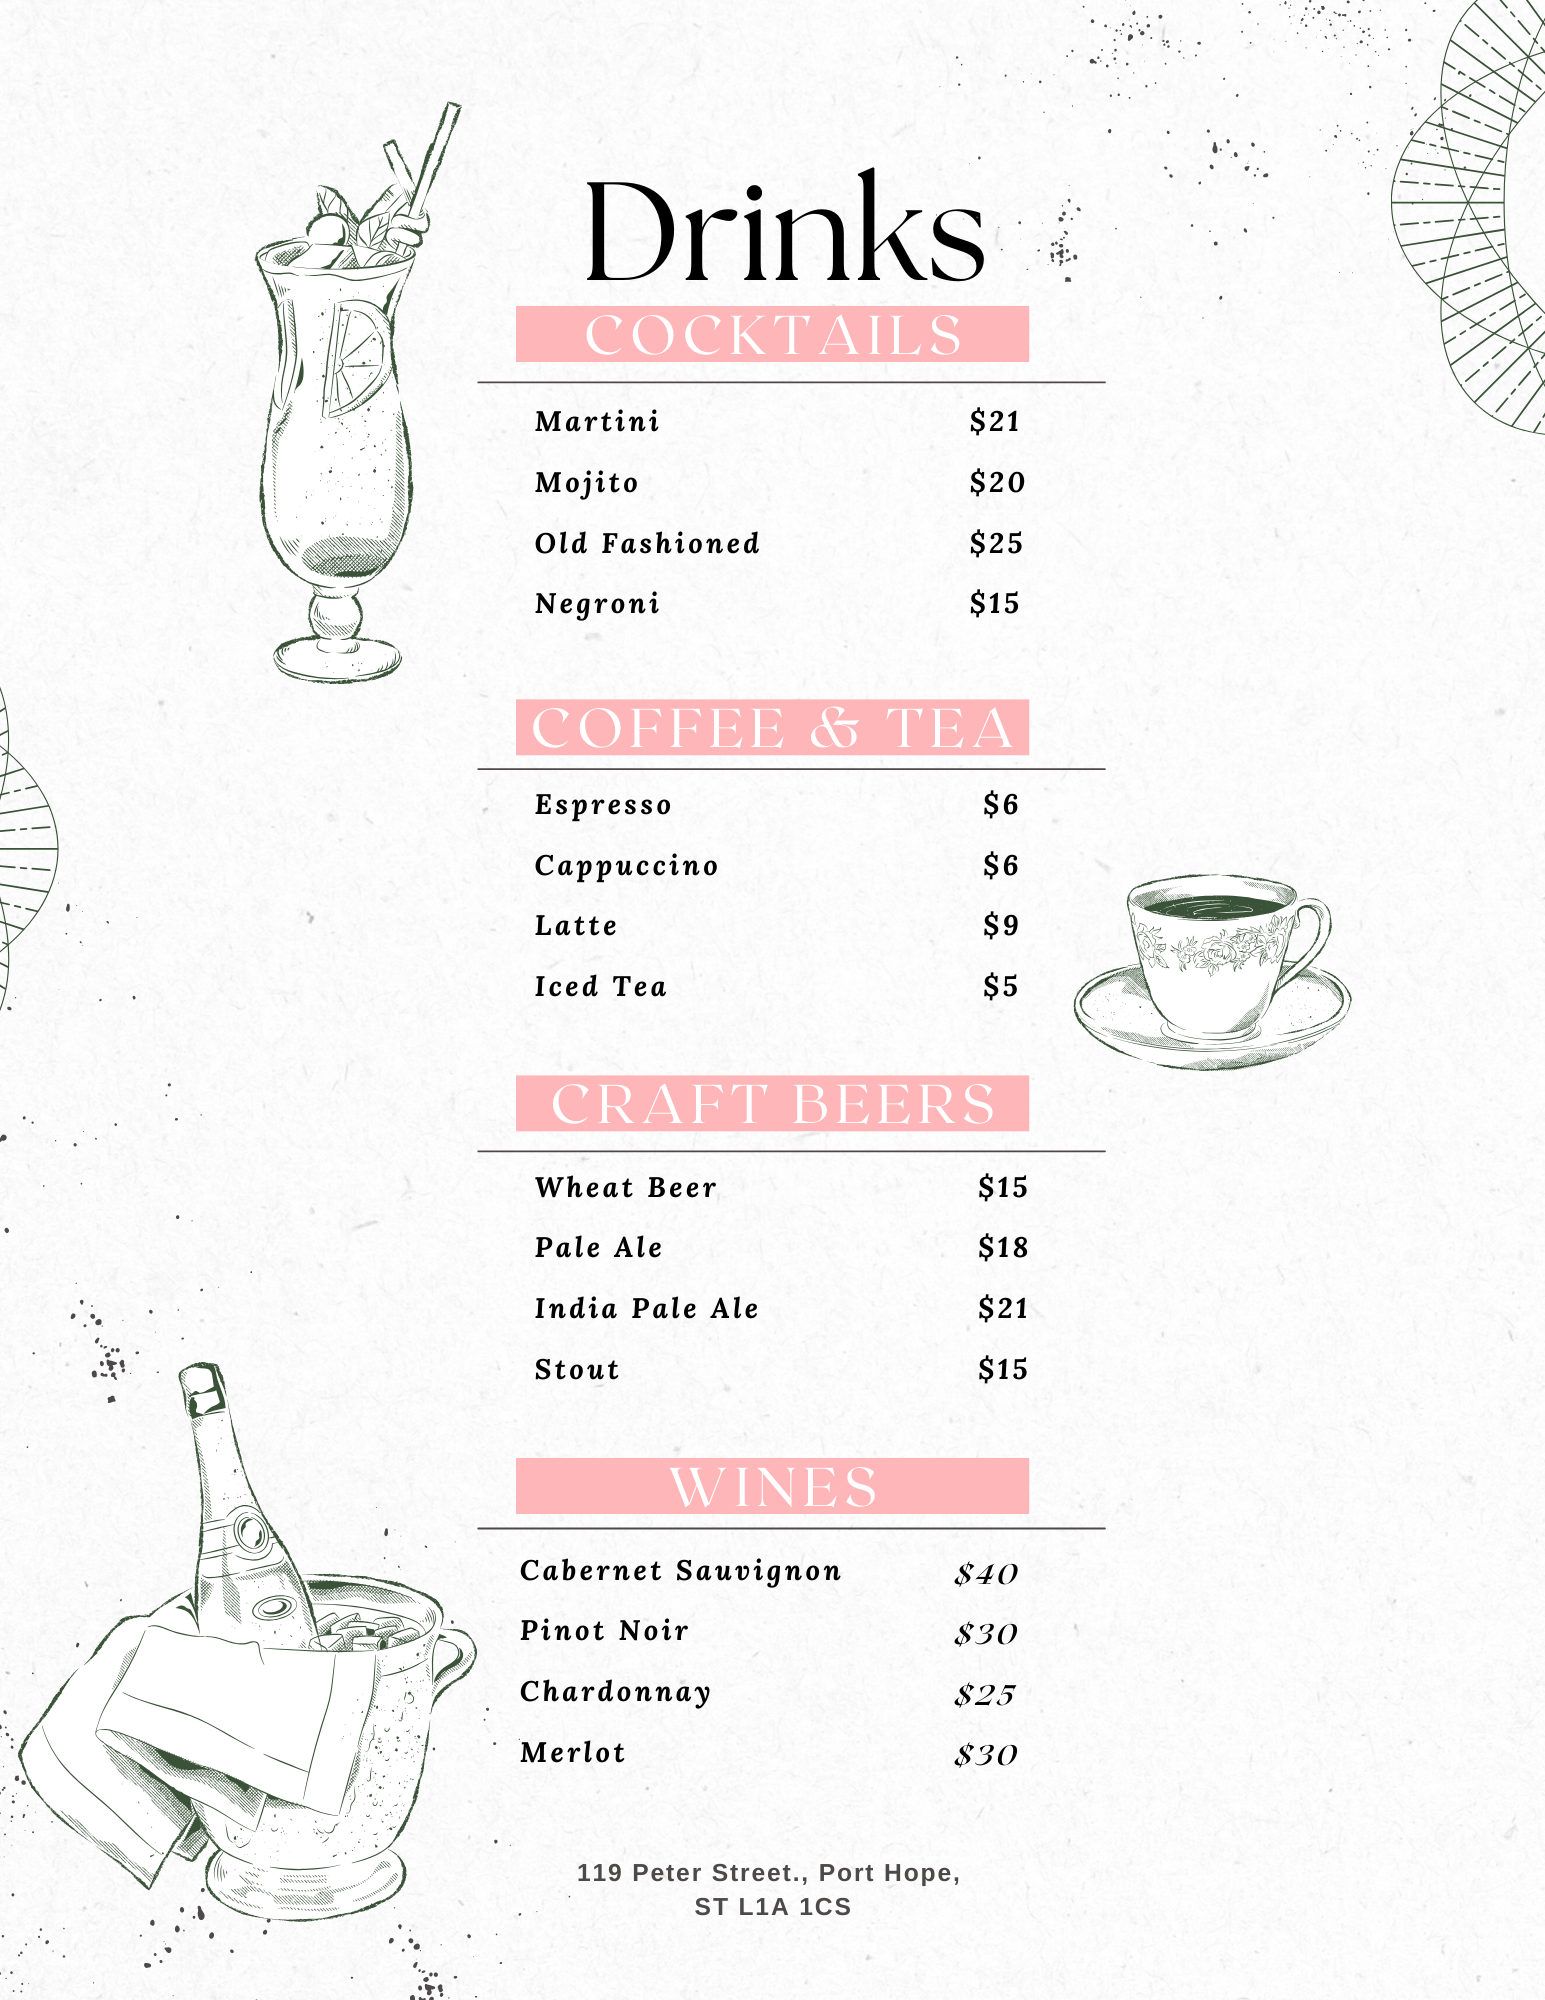 Drinks
COCKTAILS
Martini $21
Mojito $20
Old Fashioned $25
Negroni $15
COFFEE & TEA
Espresso $6
Cappuccino $6
Latte $9
Iced Tea $5
CRAFT BEERS
Wheat Beer $15
Pale Ale $18
India Pale Ale $21
Stout $15
WINES
Cabernet Sauvignon $40
Pinot Noir $30
Chardonnay $25
Merlot $30
119 Peter Street., Port Hope,
ST L1A 1CS